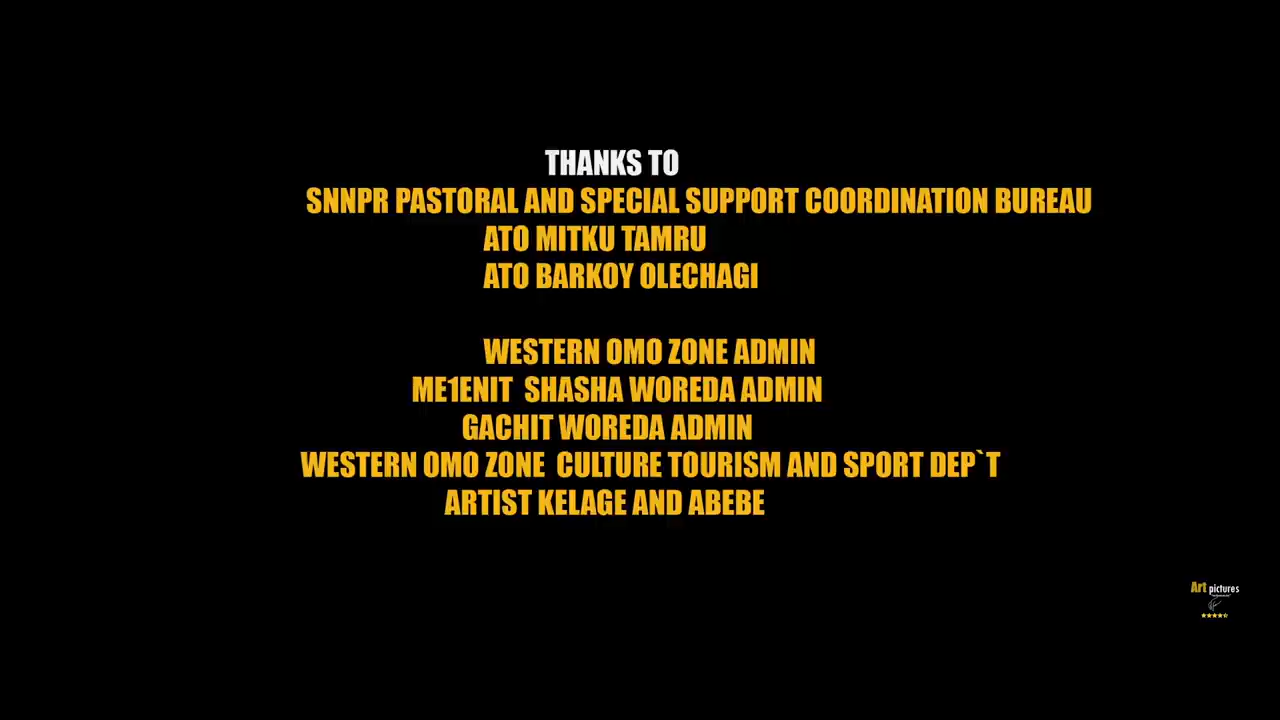 THANKS TO
SNNPR PASTORAL AND SPECIAL SUPPORT COORDINATION BUREAU
ATO MITKU TAMRU
ATO BARKOY OLECHAGI
WESTERN OMO ZONE ADMIN
ME1ENIT SHASHA WOREDA ADMIN
GACHIT WOREDA ADMIN
WESTERN OMO ZONE CULTURE TOURISM AND SPORT DEP`T
ARTIST KELAGE AND ABEBE
Art pictures